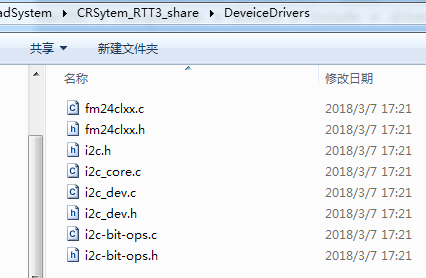 adSystem ▸ CRSytem_RTT3_share ▸ DeveiceDrivers
共享 ▼ 新建文件夹
名称 修改日期
fm24clxx.c 2018/3/7 17:21
fm24clxx.h 2018/3/7 17:21
i2c.h 2018/3/7 17:21
i2c_core.c 2018/3/7 17:21
i2c_dev.c 2018/3/7 17:21
i2c_dev.h 2018/3/7 17:21
i2c-bit-ops.c 2018/3/7 17:21
i2c-bit-ops.h 2018/3/7 17:21